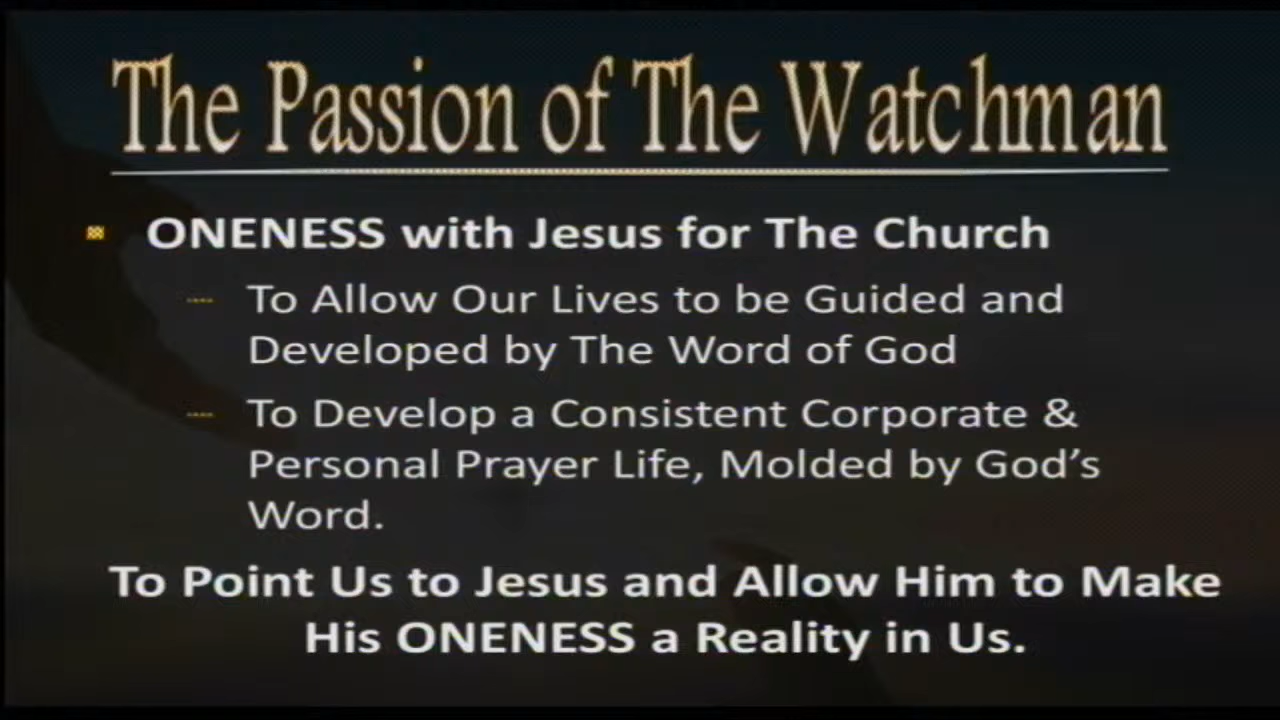 The Passion of The Watchman
ONENESS with Jesus for The Church
To Allow Our Lives to be Guided and
Developed by The Word of God
To Develop a Consistent Corporate &
Personal Prayer Life, Molded by God's
Word.
To Point Us to Jesus and Allow Him to Make
His ONENESS a Reality in Us.